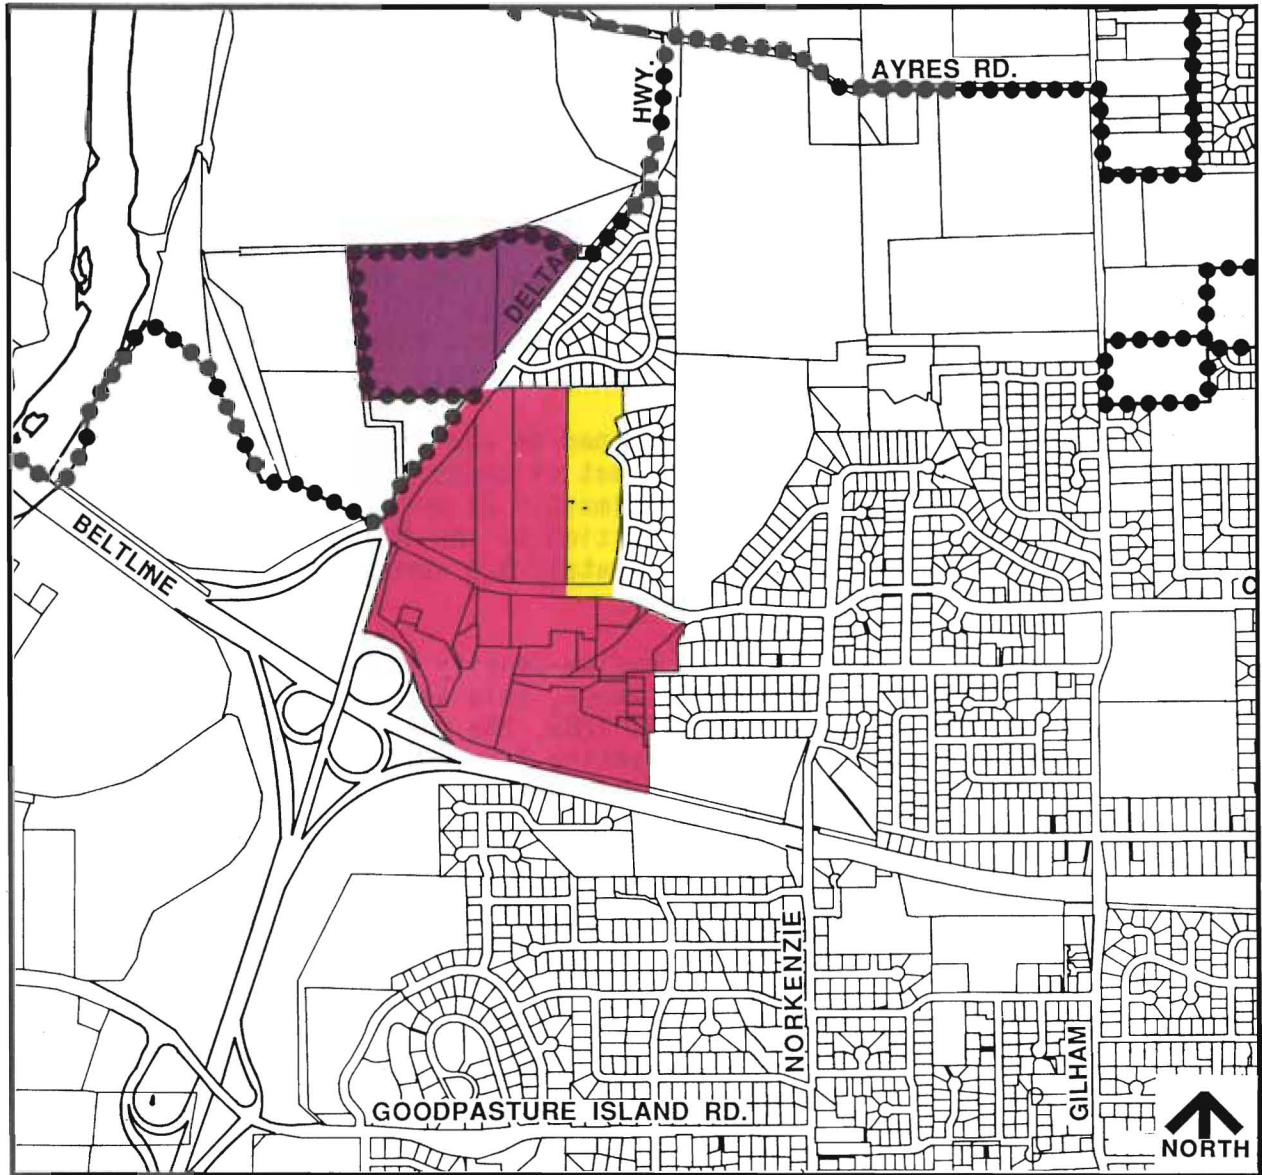 AYRES RD.
HWY.
DELTA
BELTLINE
NORKENZIE
GILHAM
GOODPASTURE ISLAND RD.
NORTH